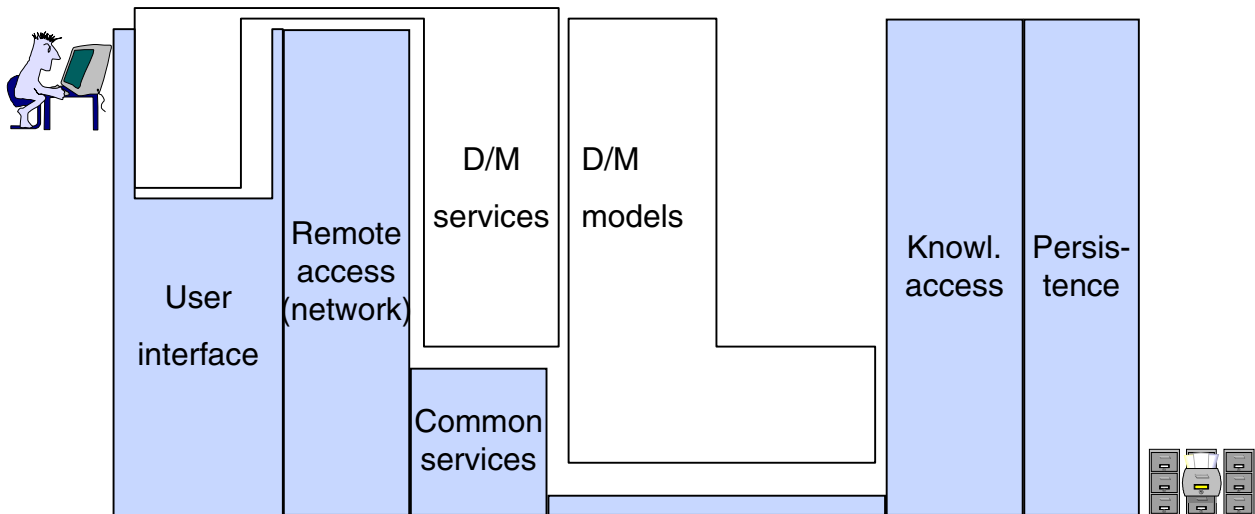 User
interface
Remote
access
(network)
D/M
services
Common
services
D/M
models
Knowl.
access
Persis-
tence